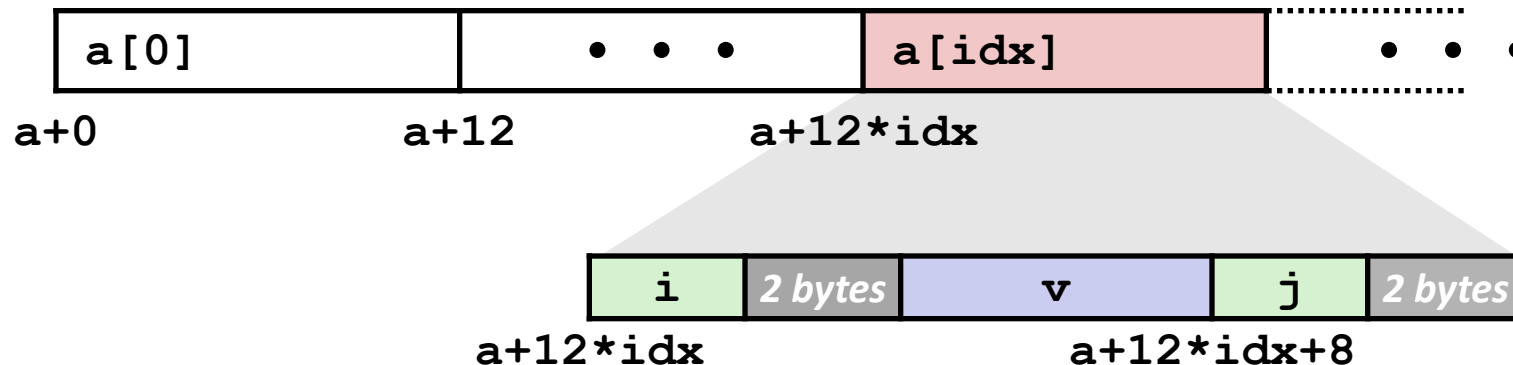 a[0] • • • a[idx] • • •
a+0 a+12 a+12*idx
i 2 bytes v j 2 bytes
a+12*idx a+12*idx+8